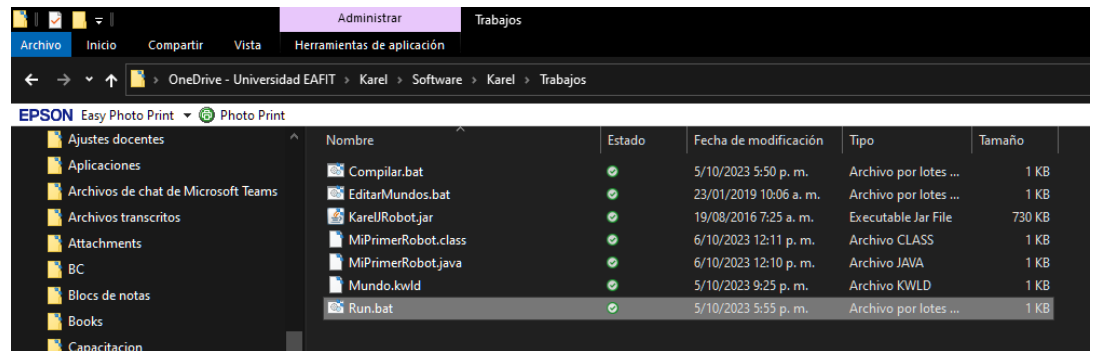 Administrar Trabajos
Archivo Inicio Compartir Vista Herramientas de aplicación
OneDrive - Universidad EAFIT > Karel > Software > Karel > Trabajos
EPSON Easy Photo Print Photo Print
Ajustes docentes
Aplicaciones
Archivos de chat de Microsoft Teams
Archivos transcritos
Attachments
BC
Blocs de notas
Books
Capacitacion
Nombre Estado Fecha de modificación Tipo Tamaño
Compilar.bat 5/10/2023 5:50 p. m. Archivo por lotes ... 1 KB
EditarMundos.bat 23/01/2019 10:06 a. m. Archivo por lotes ... 1 KB
KarelJRobot.jar 19/08/2016 7:25 a. m. Executable Jar File 730 KB
MiPrimerRobot.class 6/10/2023 12:11 p. m. Archivo CLASS 1 KB
MiPrimerRobot.java 6/10/2023 12:10 p. m. Archivo JAVA 1 KB
Mundo.kwld 5/10/2023 9:25 p. m. Archivo KWLD 1 KB
Run.bat 5/10/2023 5:55 p. m. Archivo por lotes ... 1 KB